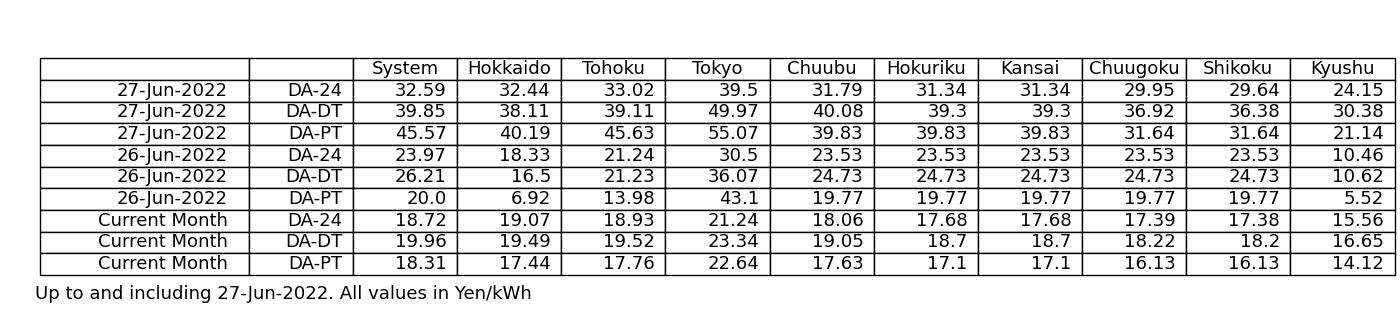 System Hokkaido Tohoku Tokyo Chuubu Hokuriku Kansai Chuugoku Shikoku Kyushu
27-Jun-2022 DA-24 32.59 32.44 33.02 39.5 31.79 31.34 31.34 29.95 29.64 24.15
27-Jun-2022 DA-DT 39.85 38.11 39.11 49.97 40.08 39.3 39.3 36.92 36.38 30.38
27-Jun-2022 DA-PT 45.57 40.19 45.63 55.07 39.83 39.83 39.83 31.64 31.64 21.14
26-Jun-2022 DA-24 23.97 18.33 21.24 30.5 23.53 23.53 23.53 23.53 23.53 10.46
26-Jun-2022 DA-DT 26.21 16.5 21.23 36.07 24.73 24.73 24.73 24.73 24.73 10.62
26-Jun-2022 DA-PT 20.0 6.92 13.98 43.1 19.77 19.77 19.77 19.77 19.77 5.52
Current Month DA-24 18.72 19.07 18.93 21.24 18.06 17.68 17.68 17.39 17.38 15.56
Current Month DA-DT 19.96 19.49 19.52 23.34 19.05 18.7 18.7 18.22 18.2 16.65
Current Month DA-PT 18.31 17.44 17.76 22.64 17.63 17.1 17.1 16.13 16.13 14.12
Up to and including 27-Jun-2022. All values in Yen/kWh